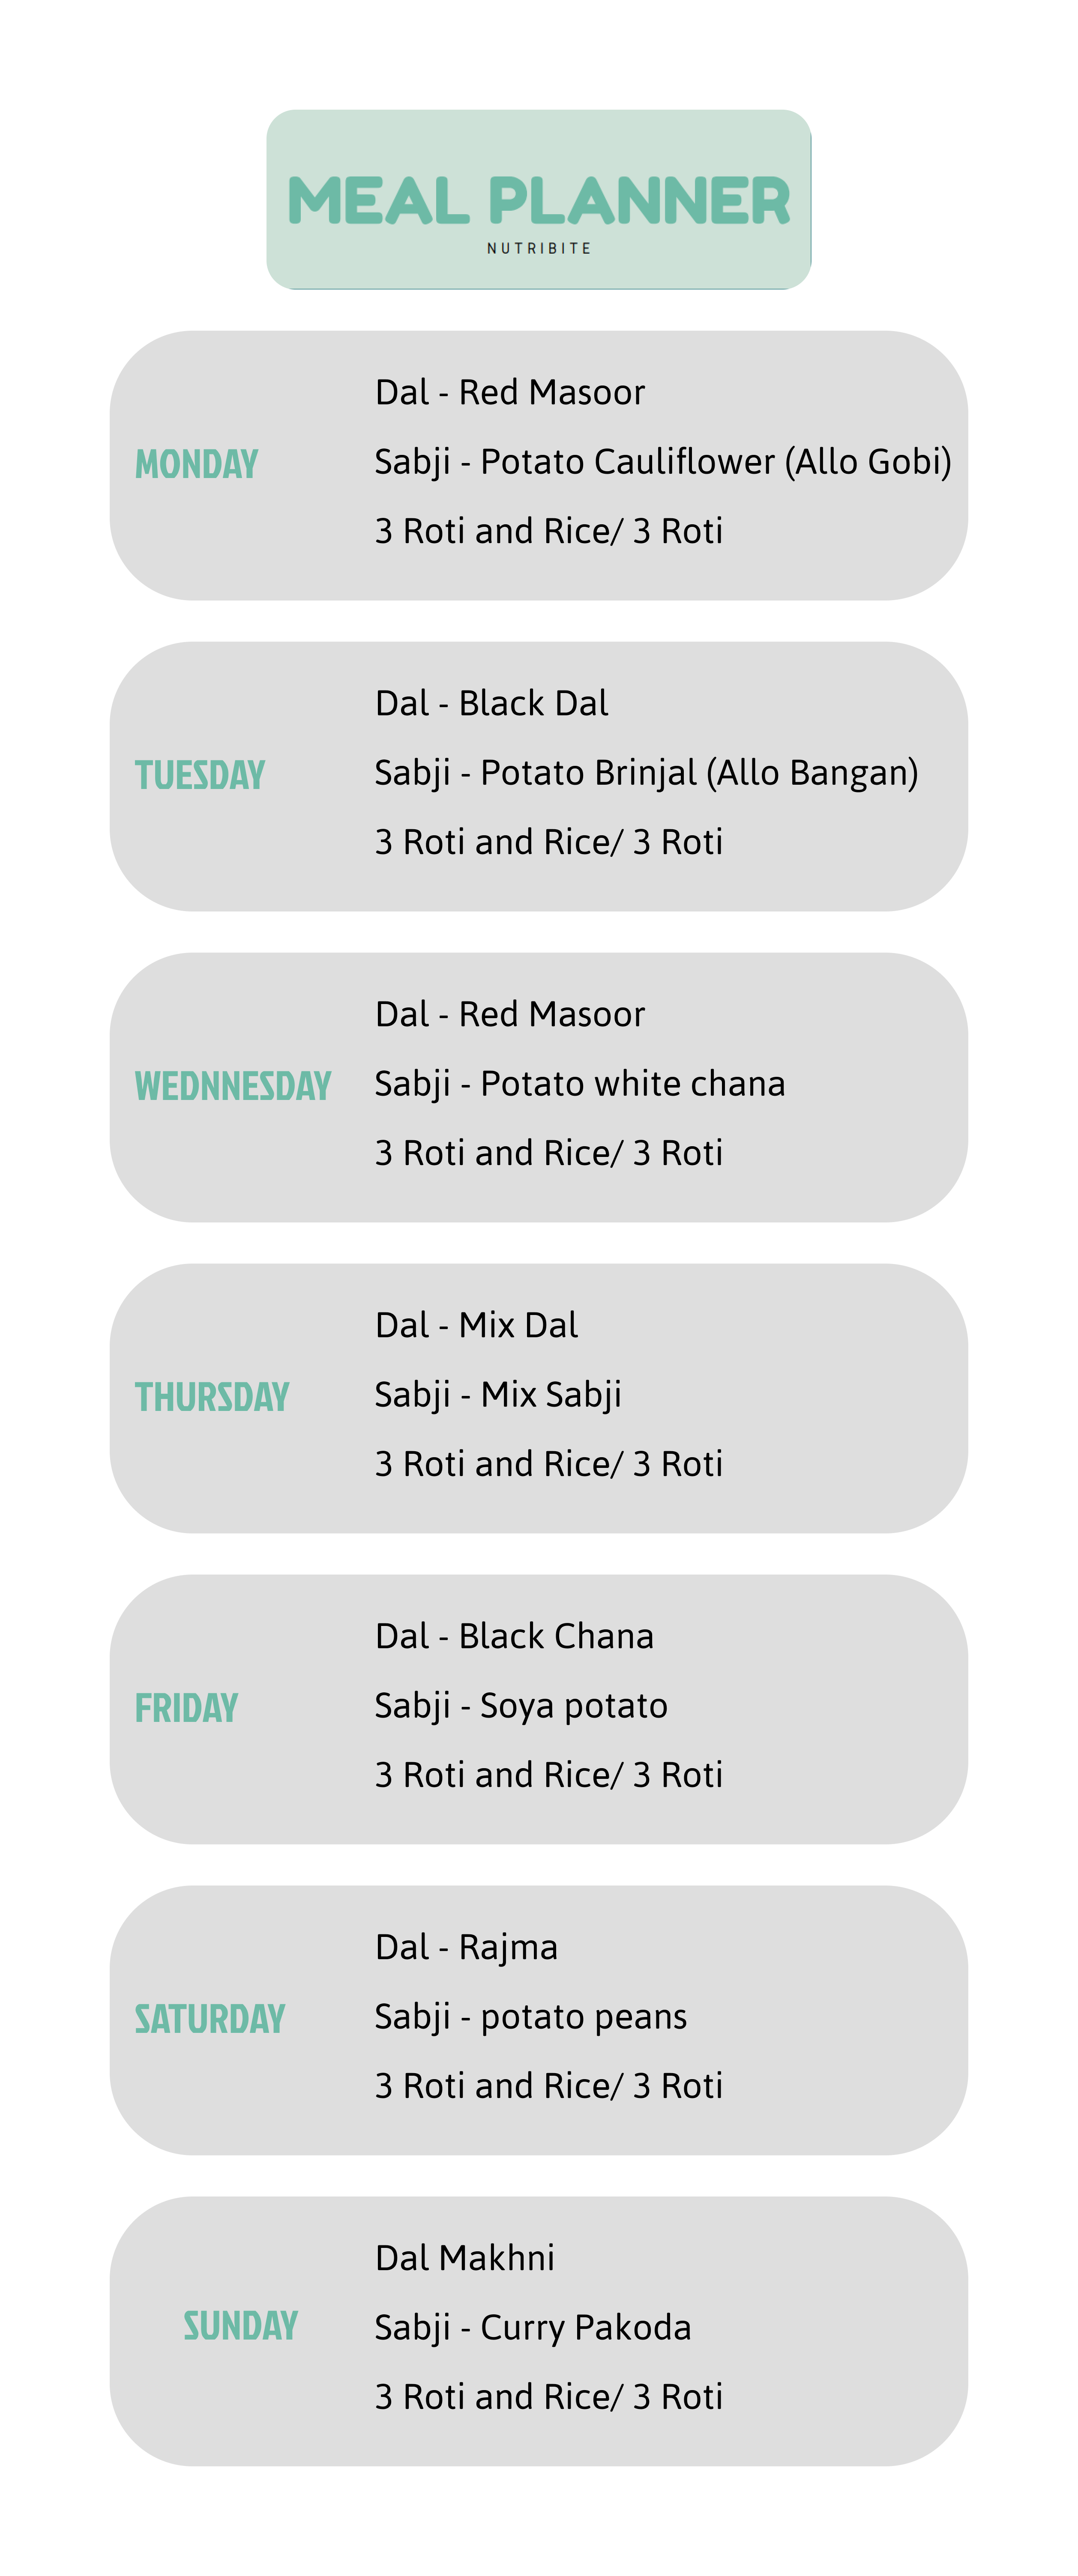 MEAL PLANNER
NUTRIBITE
MONDAY
Dal - Red Masoor
Sabji - Potato Cauliflower (Allo Gobi)
3 Roti and Rice/ 3 Roti
TUESDAY
Dal - Black Dal
Sabji - Potato Brinjal (Allo Bangan)
3 Roti and Rice/ 3 Roti
WEDNNESDAY
Dal - Red Masoor
Sabji - Potato white chana
3 Roti and Rice/ 3 Roti
THURSDAY
Dal - Mix Dal
Sabji - Mix Sabji
3 Roti and Rice/ 3 Roti
FRIDAY
Dal - Black Chana
Sabji - Soya potato
3 Roti and Rice/ 3 Roti
SATURDAY
Dal - Rajma
Sabji - potato peans
3 Roti and Rice/ 3 Roti
SUNDAY
Dal Makhni
Sabji - Curry Pakoda
3 Roti and Rice/ 3 Roti